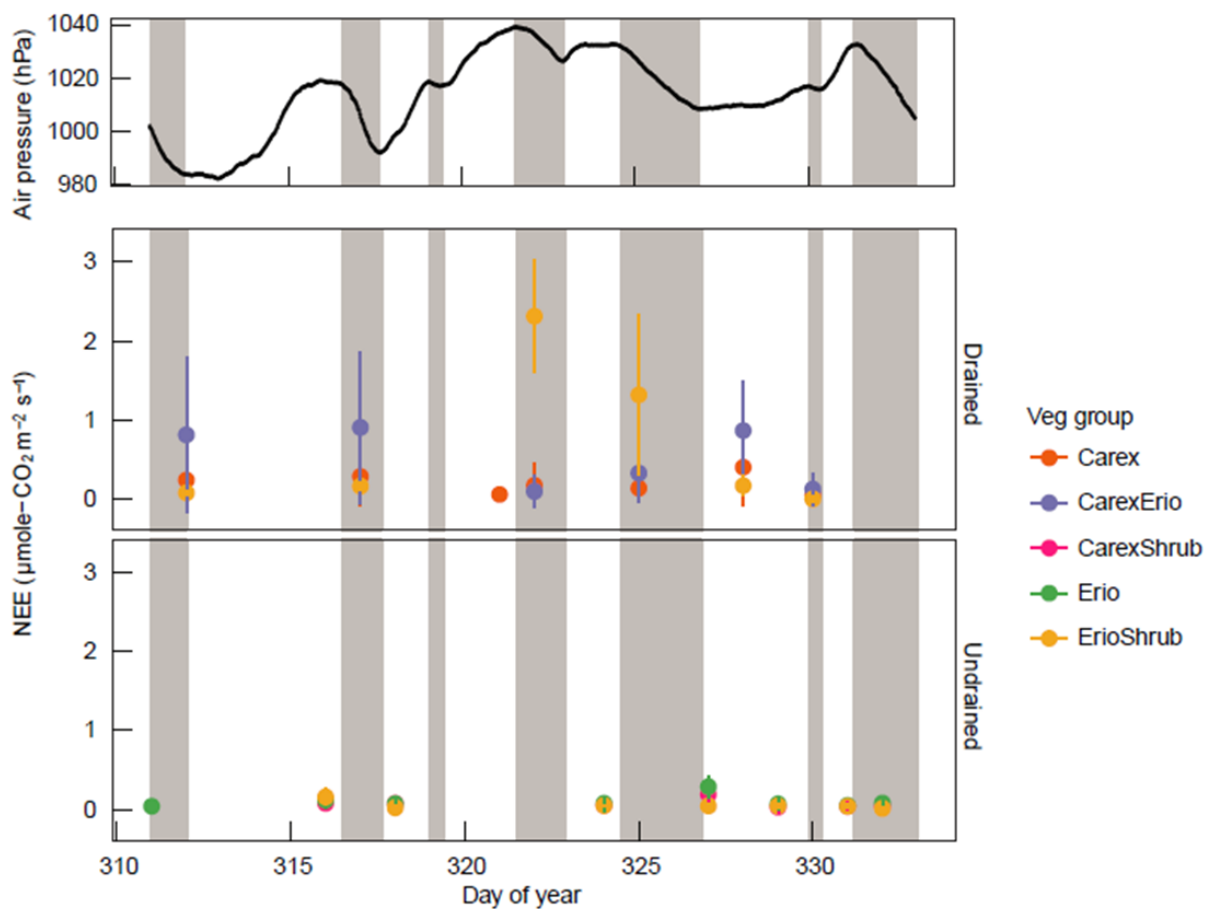 Air pressure (hPa)
1040
1020
1000
980
NEE (μmole−CO₂ m⁻² s⁻¹)
3
2
1
0
Drained
3
2
1
0
Undrained
310 315 320 325 330
Day of year
Veg group
Carex
CarexErio
CarexShrub
Erio
ErioShrub